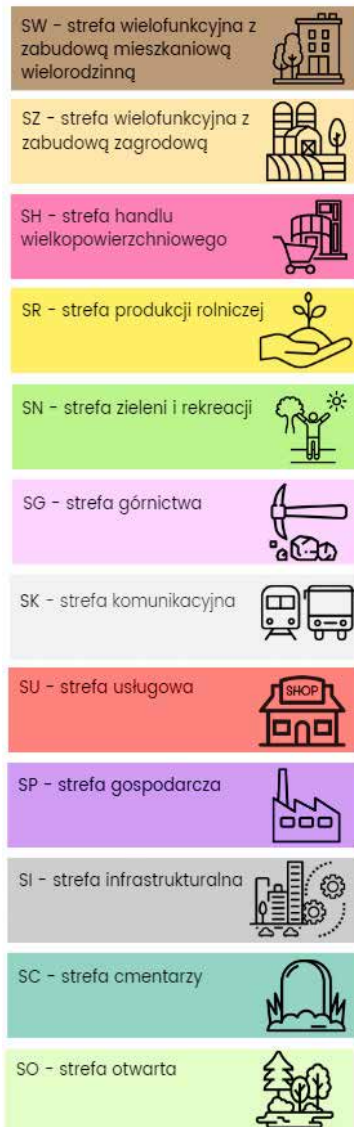 SW - strefa wielofunkcyjna z
zabudową mieszkaniową
wielorodzinną
SZ - strefa wielofunkcyjna z
zabudową zagrodową
SH - strefa handlu
wielkopowierzchniowego
SR - strefa produkcji rolniczej
SN - strefa zieleni i rekreacji
SG - strefa górnictwa
SK - strefa komunikacyjna
SU - strefa usługowa
SHOP
SP - strefa gospodarcza
SI - strefa infrastrukturalna
SC - strefa cmentarzy
SO - strefa otwarta